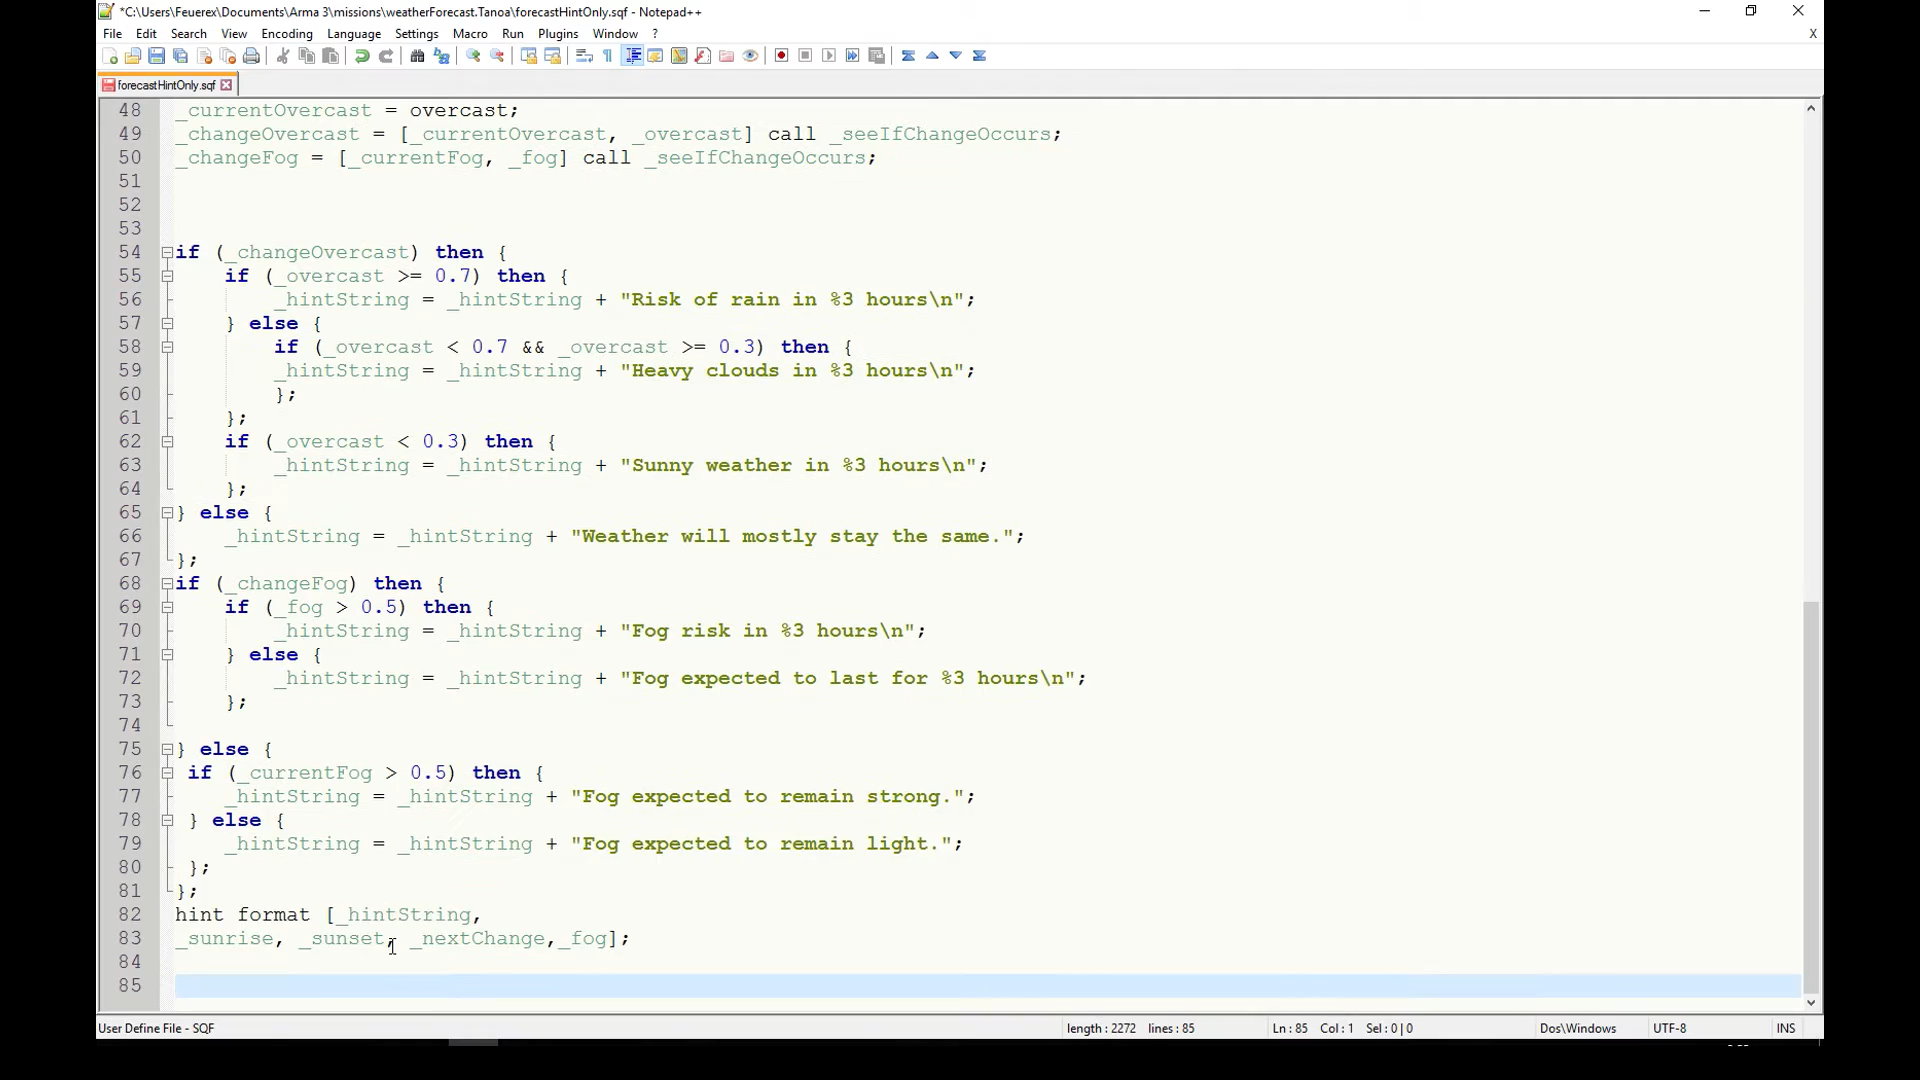 *C:\Users\Feuerex\Documents\Arma 3\missions\weatherForecast.Tanoa\forecastHintOnly.sqf - Notepad++
File Edit Search View Encoding Language Settings Macro Run Plugins Window ? X
forecastHintOnly.sqf
48 _currentOvercast = overcast;
49 _changeOvercast = [_currentOvercast, _overcast] call _seeIfChangeOccurs;
50 _changeFog = [_currentFog, _fog] call _seeIfChangeOccurs;
51
52
53
54 if (_changeOvercast) then {
55     if (_overcast >= 0.7) then {
56         _hintString = _hintString + "Risk of rain in %3 hours\n";
57     } else {
58         if (_overcast < 0.7 && _overcast >= 0.3) then {
59         _hintString = _hintString + "Heavy clouds in %3 hours\n";
60         };
61     };
62     if (_overcast < 0.3) then {
63         _hintString = _hintString + "Sunny weather in %3 hours\n";
64     };
65 } else {
66     _hintString = _hintString + "Weather will mostly stay the same.";
67 };
68 if (_changeFog) then {
69     if (_fog > 0.5) then {
70         _hintString = _hintString + "Fog risk in %3 hours\n";
71     } else {
72         _hintString = _hintString + "Fog expected to last for %3 hours\n";
73     };
74
75 } else {
76  if (_currentFog > 0.5) then {
77     _hintString = _hintString + "Fog expected to remain strong.";
78  } else {
79     _hintString = _hintString + "Fog expected to remain light.";
80  };
81 };
82 hint format [_hintString,
83 _sunrise, _sunset, _nextChange,_fog];
84
85
User Define File - SQF length : 2272 lines : 85 Ln : 85 Col : 1 Sel : 0 | 0 Dos\Windows UTF-8 INS